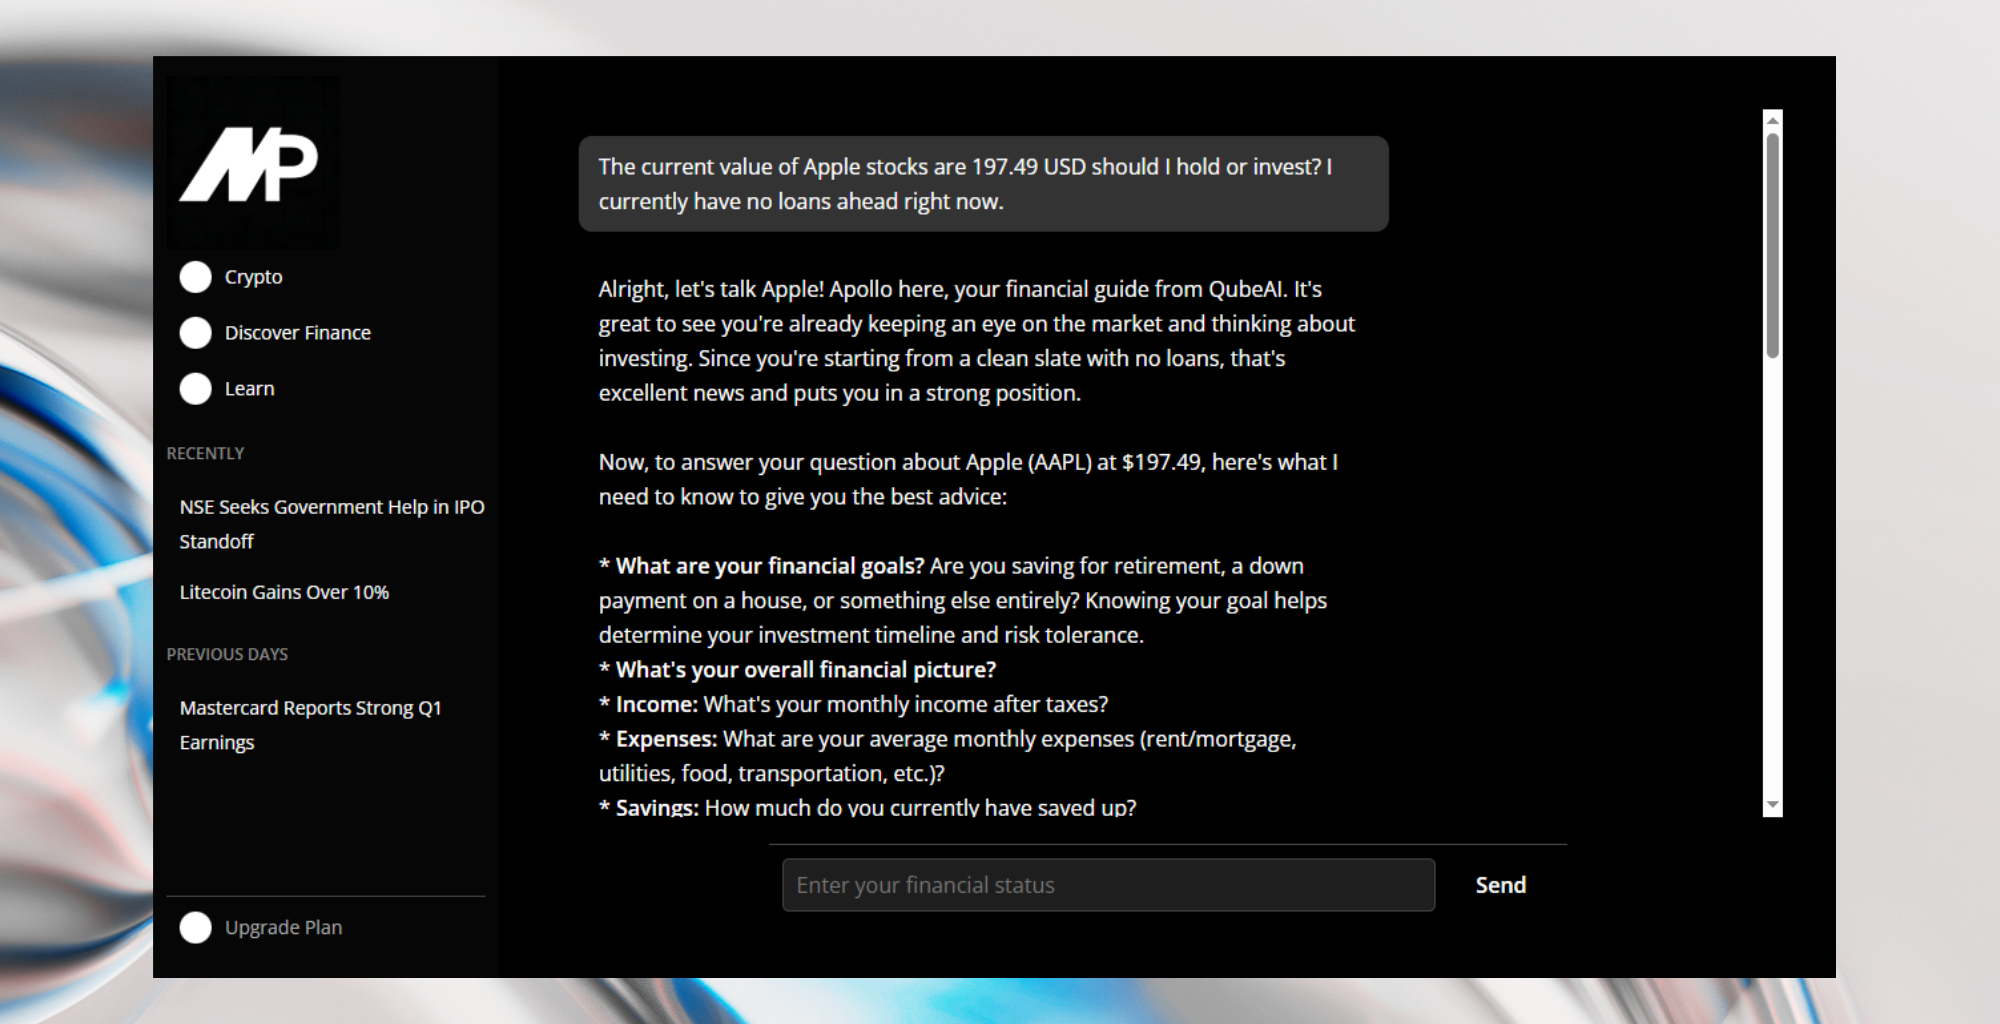 MP
Crypto
Discover Finance
Learn
RECENTLY
NSE Seeks Government Help in IPO
Standoff
Litecoin Gains Over 10%
PREVIOUS DAYS
Mastercard Reports Strong Q1
Earnings
Upgrade Plan
The current value of Apple stocks are 197.49 USD should I hold or invest? I
currently have no loans ahead right now.
Alright, let's talk Apple! Apollo here, your financial guide from QubeAI. It's
great to see you're already keeping an eye on the market and thinking about
investing. Since you're starting from a clean slate with no loans, that's
excellent news and puts you in a strong position.
Now, to answer your question about Apple (AAPL) at $197.49, here's what I
need to know to give you the best advice:
* What are your financial goals? Are you saving for retirement, a down
payment on a house, or something else entirely? Knowing your goal helps
determine your investment timeline and risk tolerance.
* What's your overall financial picture?
* Income: What's your monthly income after taxes?
* Expenses: What are your average monthly expenses (rent/mortgage,
utilities, food, transportation, etc.)?
* Savings: How much do you currently have saved up?
Enter your financial status
Send